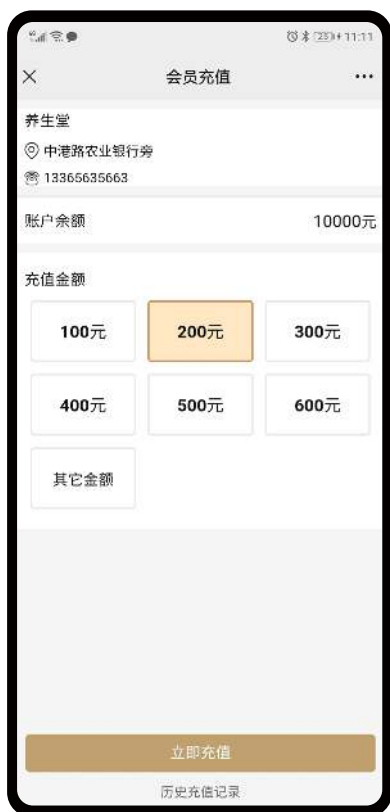 11:11
会员充值
养生堂
中港路农业银行旁
13365635663
账户余额 10000元
充值金额
100元 200元 300元
400元 500元 600元
其它金额
立即充值
历史充值记录